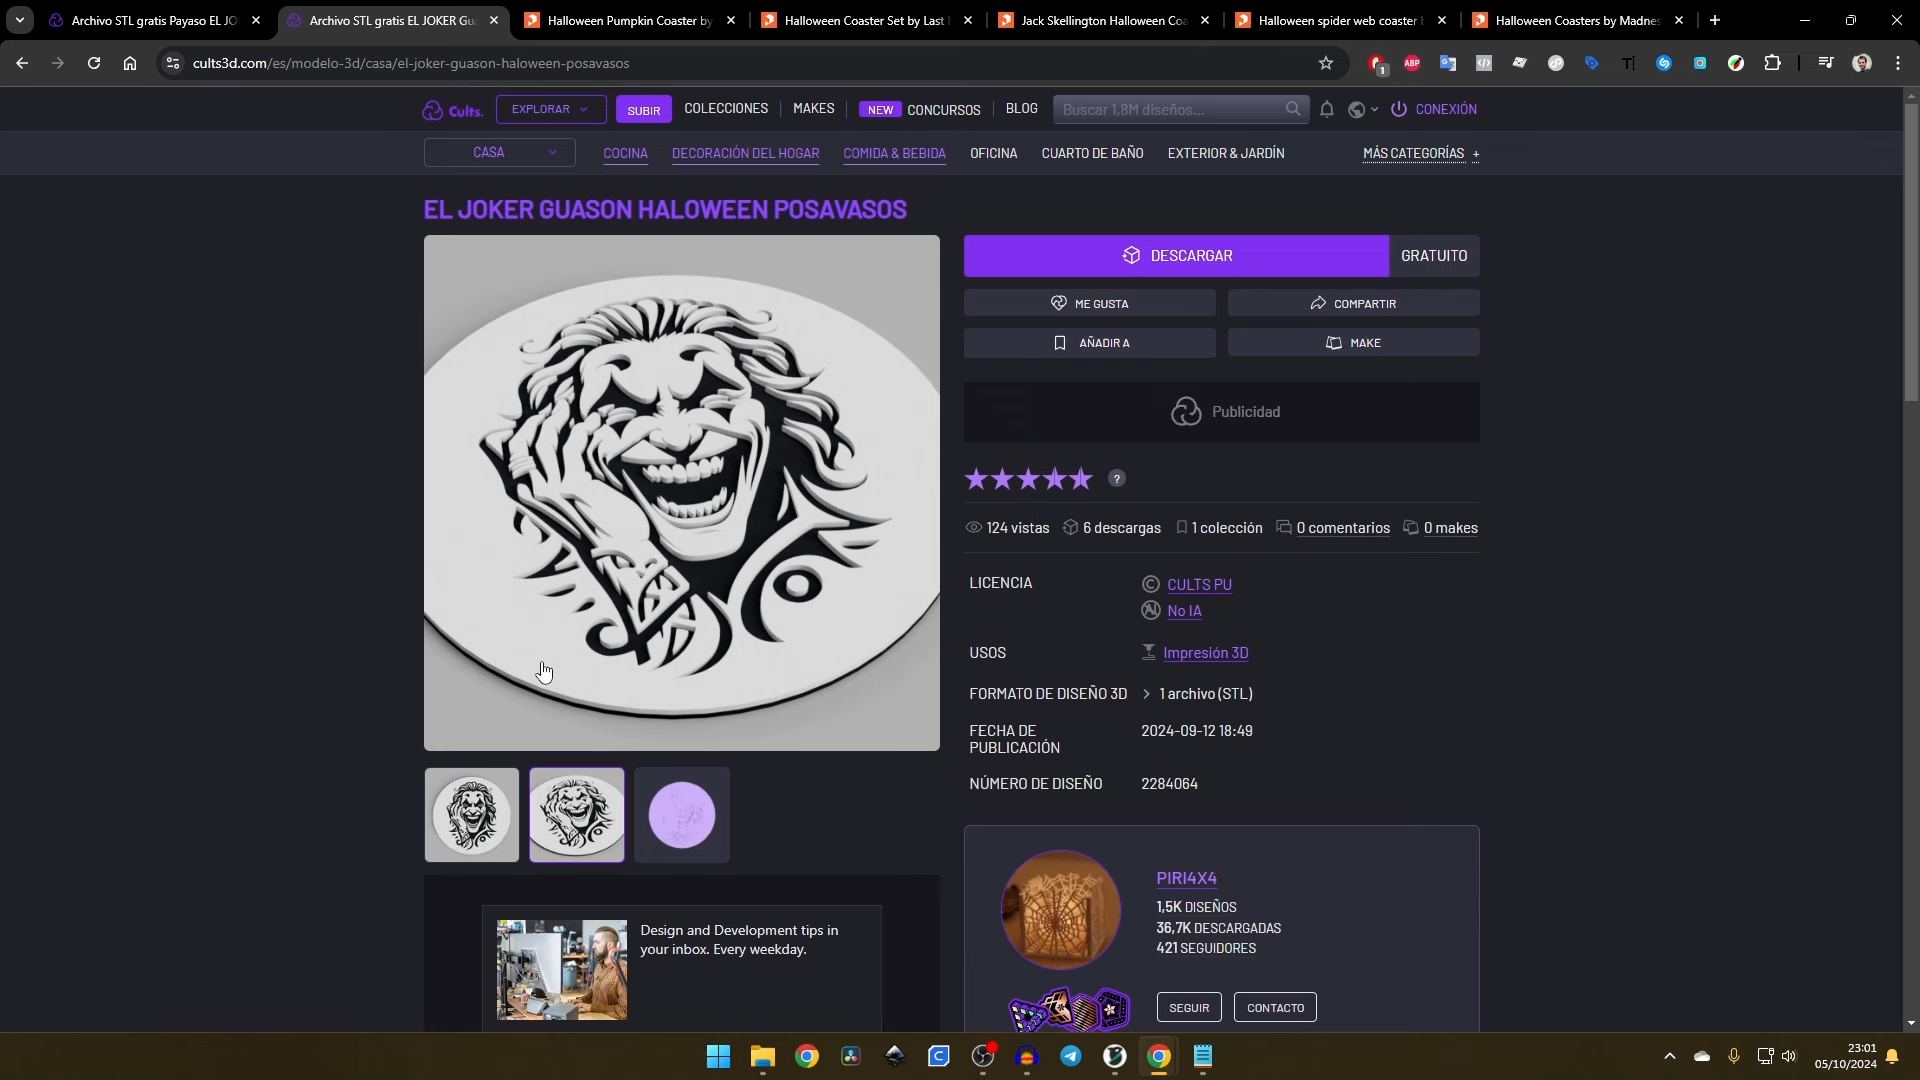 Archivo STL gratis Payaso EL JO
Archivo STL gratis EL JOKER Gu
Halloween Pumpkin Coaster by
Halloween Coaster Set by Last
Jack Skellington Halloween Co
Halloween spider web coaster
Halloween Coasters by Madnes
cults3d.com/es/modelo-3d/casa/el-joker-guason-haloween-posavasos
1
ABP
Cults.
EXPLORAR
SUBIR
COLECCIONES
MAKES
NEW
CONCURSOS
BLOG
Buscar 1,8M diseños...
CONEXIÓN
CASA
COCINA
DECORACIÓN DEL HOGAR
COMIDA & BEBIDA
OFICINA
CUARTO DE BAÑO
EXTERIOR & JARDÍN
MÁS CATEGORÍAS +
EL JOKER GUASON HALOWEEN POSAVASOS
DESCARGAR
GRATUITO
ME GUSTA
COMPARTIR
AÑADIR A
MAKE
Publicidad
?
124 vistas
6 descargas
1 colección
0 comentarios
0 makes
LICENCIA
CULTS PU
No IA
USOS
Impresión 3D
FORMATO DE DISEÑO 3D
> 1 archivo (STL)
FECHA DE
PUBLICACIÓN
2024-09-12 18:49
NÚMERO DE DISEÑO
2284064
PIRI4X4
1,5K DISEÑOS
36,7K DESCARGADAS
421 SEGUIDORES
SEGUIR
CONTACTO
Design and Development tips in
your inbox. Every weekday.
23:01
05/10/2024